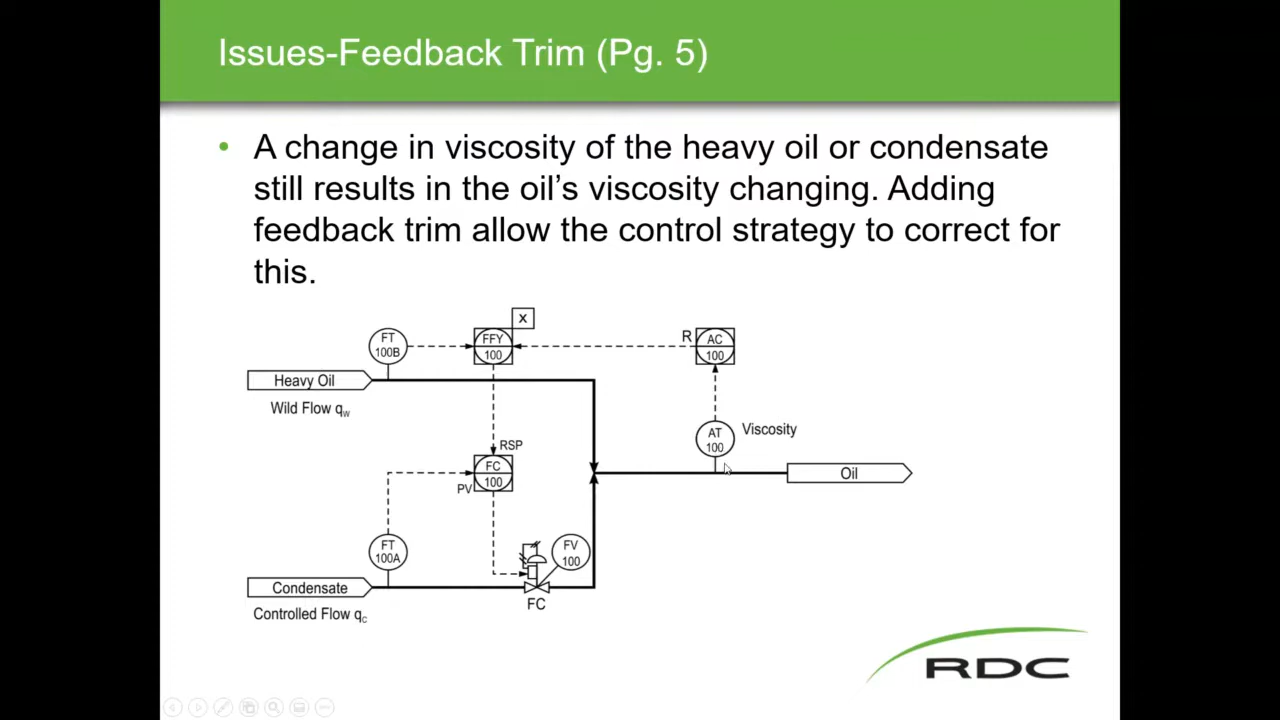 Issues-Feedback Trim (Pg. 5)
• A change in viscosity of the heavy oil or condensate
still results in the oil's viscosity changing. Adding
feedback trim allow the control strategy to correct for
this.
X
FT
100B
FFY
100
R
AC
100
Heavy Oil
Wild Flow qw
AT
100
Viscosity
RSP
FC
100
PV
Oil
FT
100A
FV
100
Condensate
FC
Controlled Flow qc
RDC